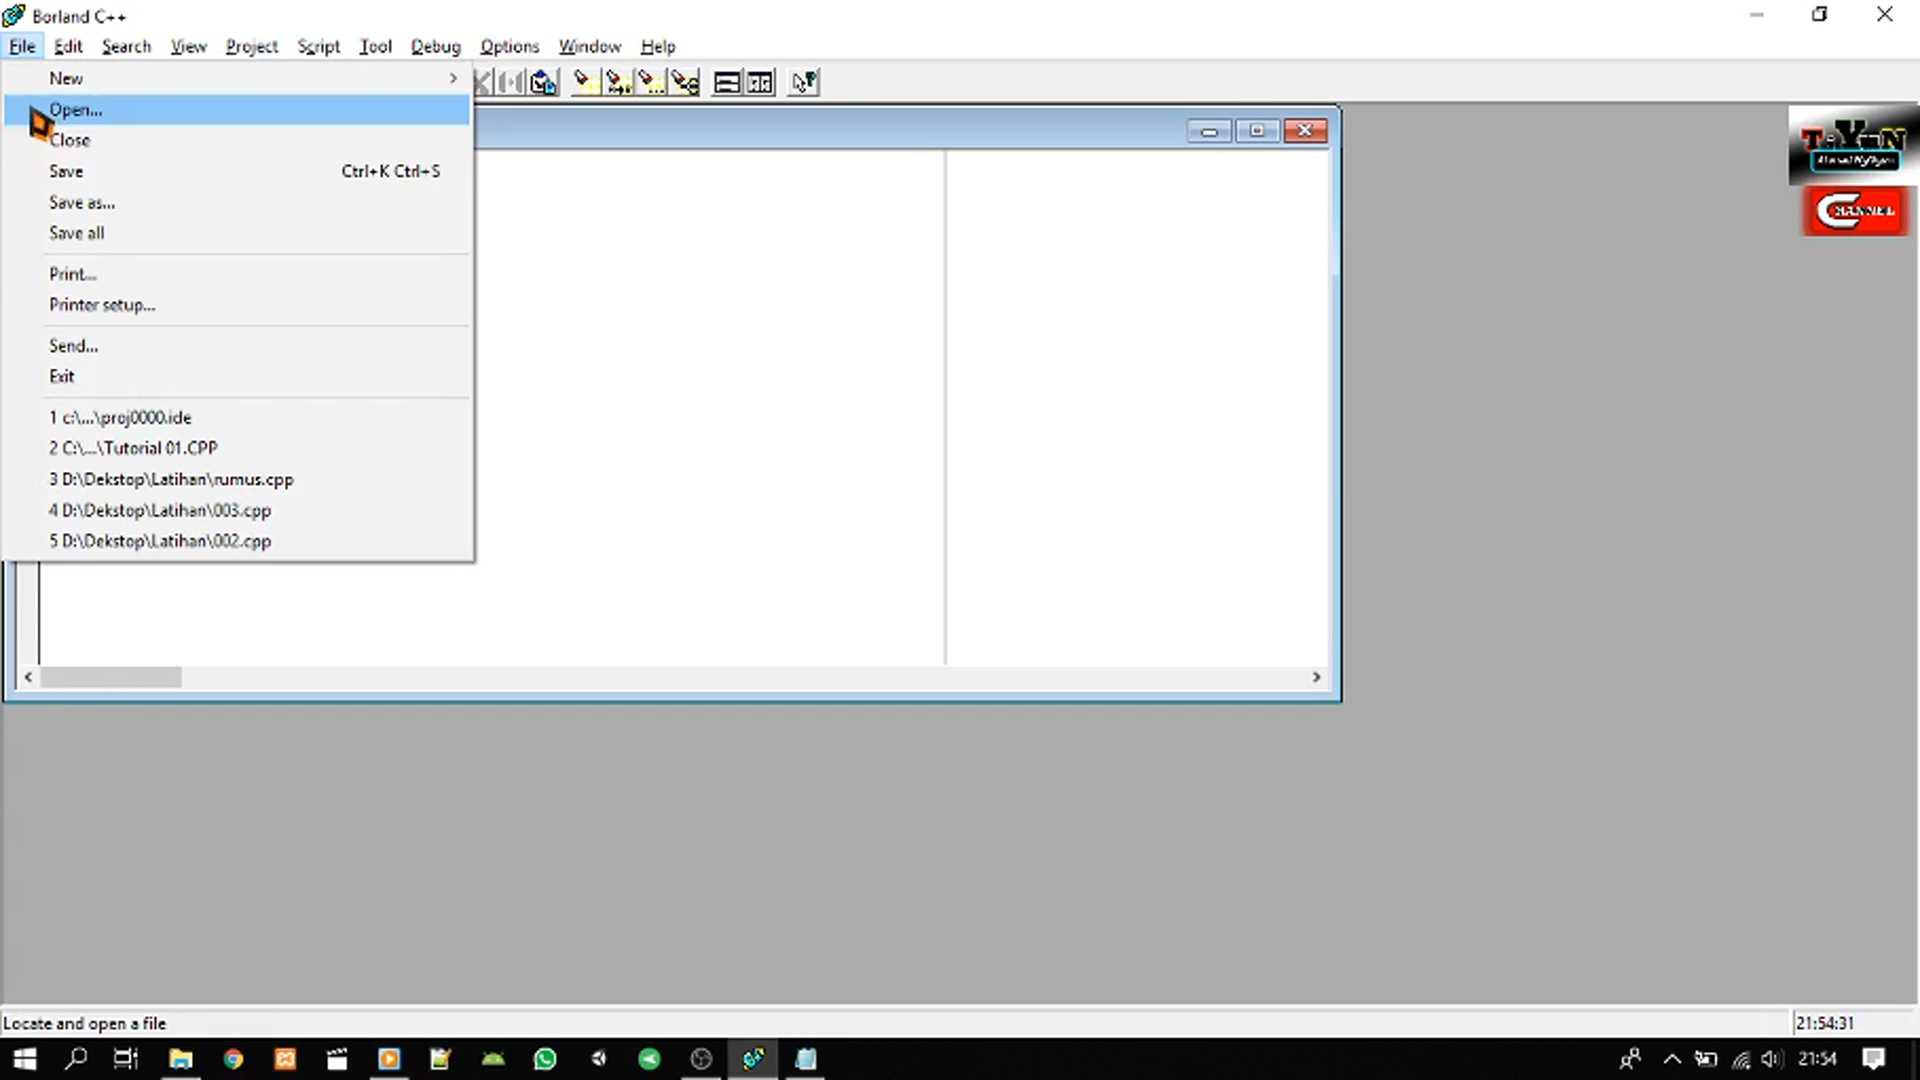 Borland C++
File Edit Search View Project Script Tool Debug Options Window Help
New
Open...
Close
Save Ctrl+K Ctrl+S
Save as...
Save all
Print...
Printer setup...
Send...
Exit
1 c:\...\proj0000.ide
2 C:\...\Tutorial 01.CPP
3 D:\Dekstop\Latihan\rumus.cpp
4 D:\Dekstop\Latihan\003.cpp
5 D:\Dekstop\Latihan\002.cpp
CHANNEL
Locate and open a file
21:54:31
21:54